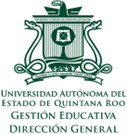 UNIVERSIDAD AUTÓNOMA DEL
ESTADO DE QUINTANA ROO
GESTIÓN EDUCATIVA
DIRECCIÓN GENERAL